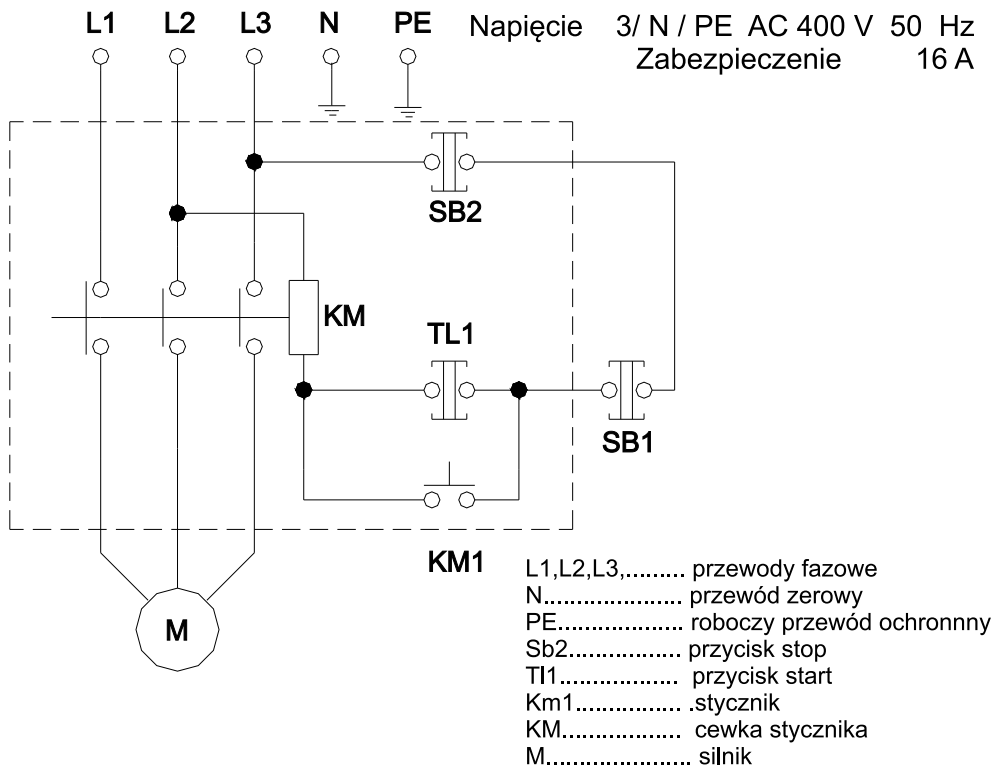 L1 L2 L3 N PE Napięcie 3/ N / PE AC 400 V 50 Hz
Zabezpieczenie 16 A
SB2
KM
TL1
SB1
KM1
M
L1,L2,L3,......... przewody fazowe
N.................... przewód zerowy
PE.................. roboczy przewód ochronnny
Sb2................ przycisk stop
Tl1................. przycisk start
Km1............... .stycznik
KM................. cewka stycznika
M..................... silnik